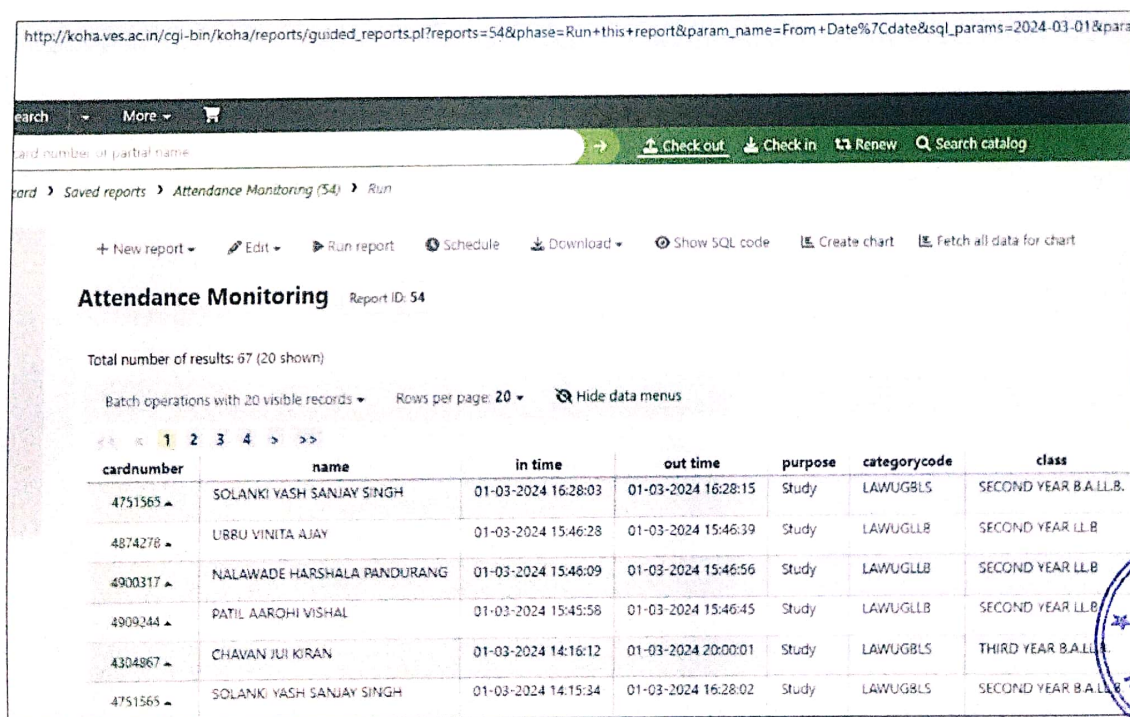 http://koha.ves.ac.in/cgi-bin/koha/reports/guided_reports.pl?reports=54&phase=Run+this+report&param_name=From+Date%7Cdate&sql_params=2024-03-01&para
earch More
card number or partial name Check out Check in Renew Search catalog
Saved reports > Attendance Monitoring (54) > Run
+ New report Edit Run report Schedule Download Show SQL code Create chart Fetch all data for chart
Attendance Monitoring Report ID: 54
Total number of results: 67 (20 shown)
Batch operations with 20 visible records Rows per page: 20 Hide data menus
<< < 1 2 3 4 > >>
cardnumber name in time out time purpose categorycode class
4751565 SOLANKI YASH SANJAY SINGH 01-03-2024 16:28:03 01-03-2024 16:28:15 Study LAWUGBLS SECOND YEAR B.A.LL.B.
4874278 UBBU VINITA AJAY 01-03-2024 15:46:28 01-03-2024 15:46:39 Study LAWUGLLB SECOND YEAR LL.B
4900317 NALAWADE HARSHALA PANDURANG 01-03-2024 15:46:09 01-03-2024 15:46:56 Study LAWUGLLB SECOND YEAR LL.B
4909244 PATIL AAROHI VISHAL 01-03-2024 15:45:58 01-03-2024 15:46:45 Study LAWUGLLB SECOND YEAR LL.B
4304867 CHAVAN JUI KIRAN 01-03-2024 14:16:12 01-03-2024 20:00:01 Study LAWUGBLS THIRD YEAR B.A.LL.B.
4751565 SOLANKI YASH SANJAY SINGH 01-03-2024 14:15:34 01-03-2024 16:28:02 Study LAWUGBLS SECOND YEAR B.A.LL.B